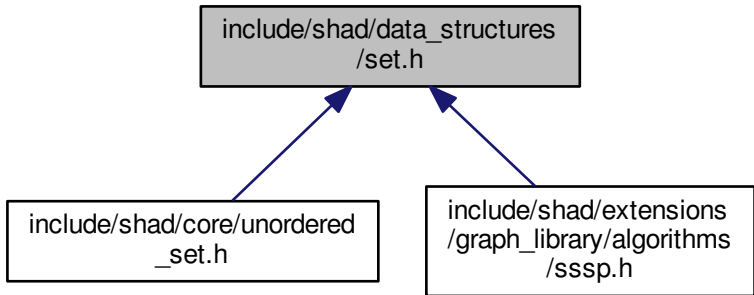 include/shad/data_structures
/set.h
include/shad/core/unordered
_set.h
include/shad/extensions
/graph_library/algorithms
/sssp.h